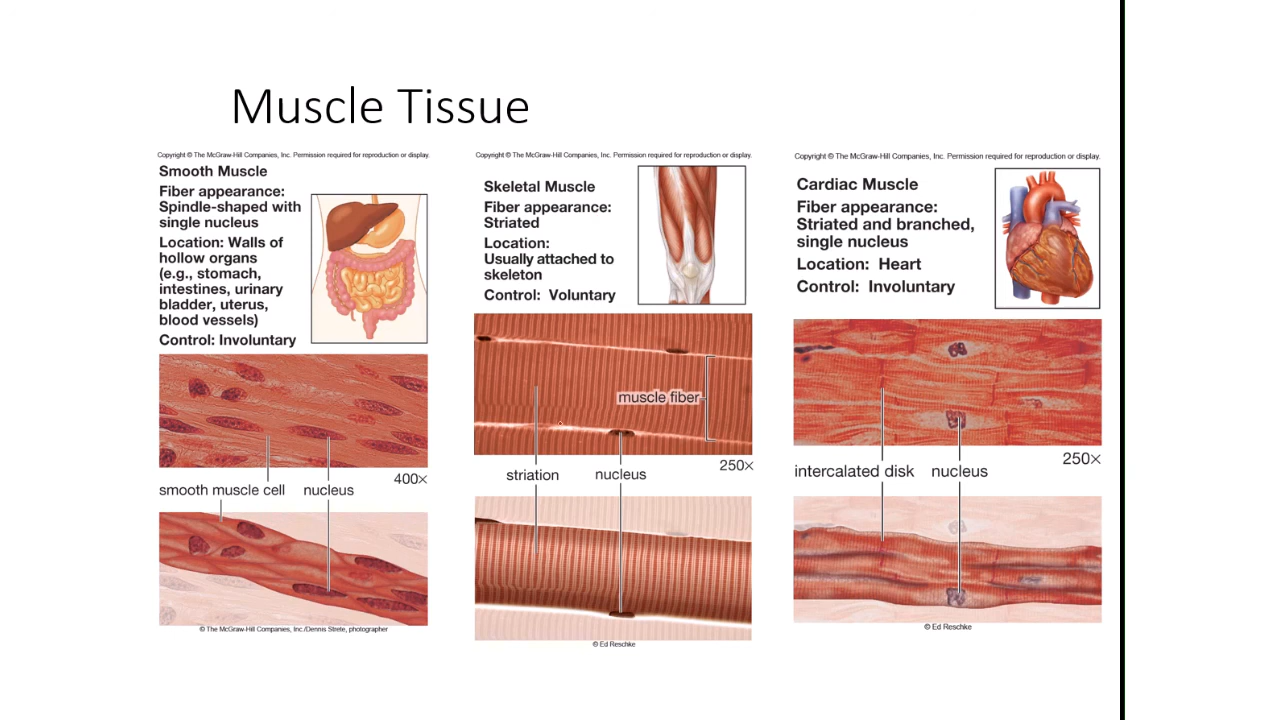 Muscle Tissue
Copyright © The McGraw-Hill Companies, Inc. Permission required for reproduction or display.
Smooth Muscle
Fiber appearance:
Spindle-shaped with
single nucleus
Location: Walls of
hollow organs
(e.g., stomach,
intestines, urinary
bladder, uterus,
blood vessels)
Control: Involuntary
400×
smooth muscle cell
nucleus
© The McGraw-Hill Companies, Inc./Dennis Strete, photographer
Copyright © The McGraw-Hill Companies, Inc. Permission required for reproduction or display.
Skeletal Muscle
Fiber appearance:
Striated
Location:
Usually attached to
skeleton
Control: Voluntary
muscle fiber
250×
striation
nucleus
© Ed Reschke
Copyright © The McGraw-Hill Companies, Inc. Permission required for reproduction or display.
Cardiac Muscle
Fiber appearance:
Striated and branched,
single nucleus
Location: Heart
Control: Involuntary
250×
intercalated disk
nucleus
© Ed Reschke